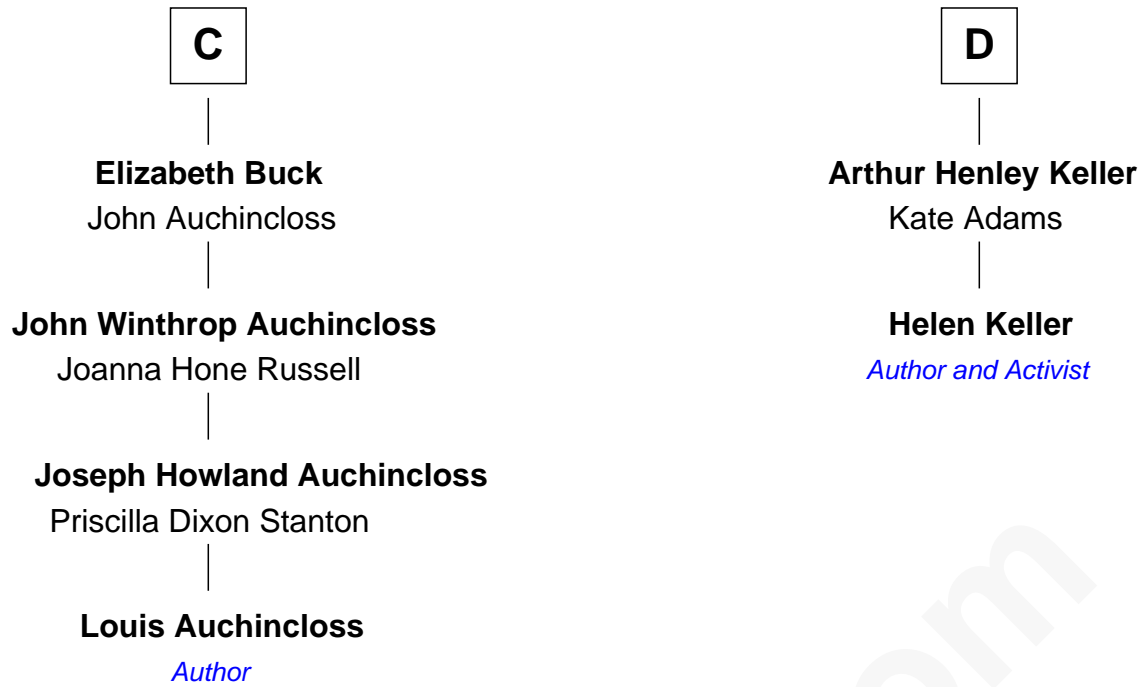 C
Elizabeth Buck
John Auchincloss
John Winthrop Auchincloss
Joanna Hone Russell
Joseph Howland Auchincloss
Priscilla Dixon Stanton
Louis Auchincloss
Author
D
Arthur Henley Keller
Kate Adams
Helen Keller
Author and Activist
om